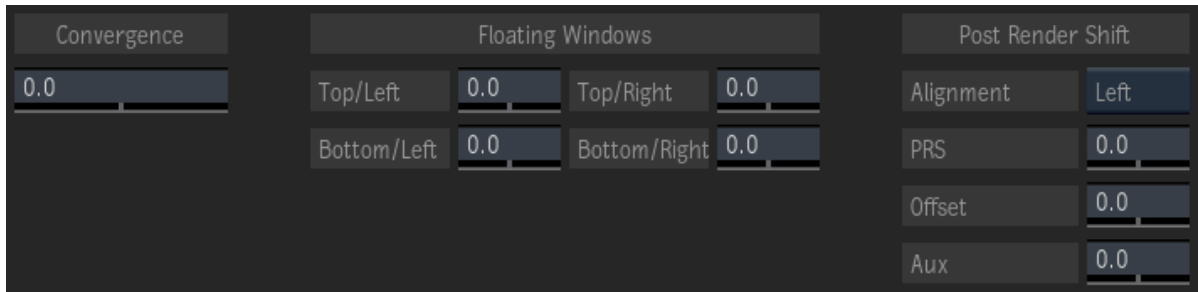 Convergence
0.0
Floating Windows
Top/Left 0.0 Top/Right 0.0
Bottom/Left 0.0 Bottom/Right 0.0
Post Render Shift
Alignment Left
PRS 0.0
Offset 0.0
Aux 0.0